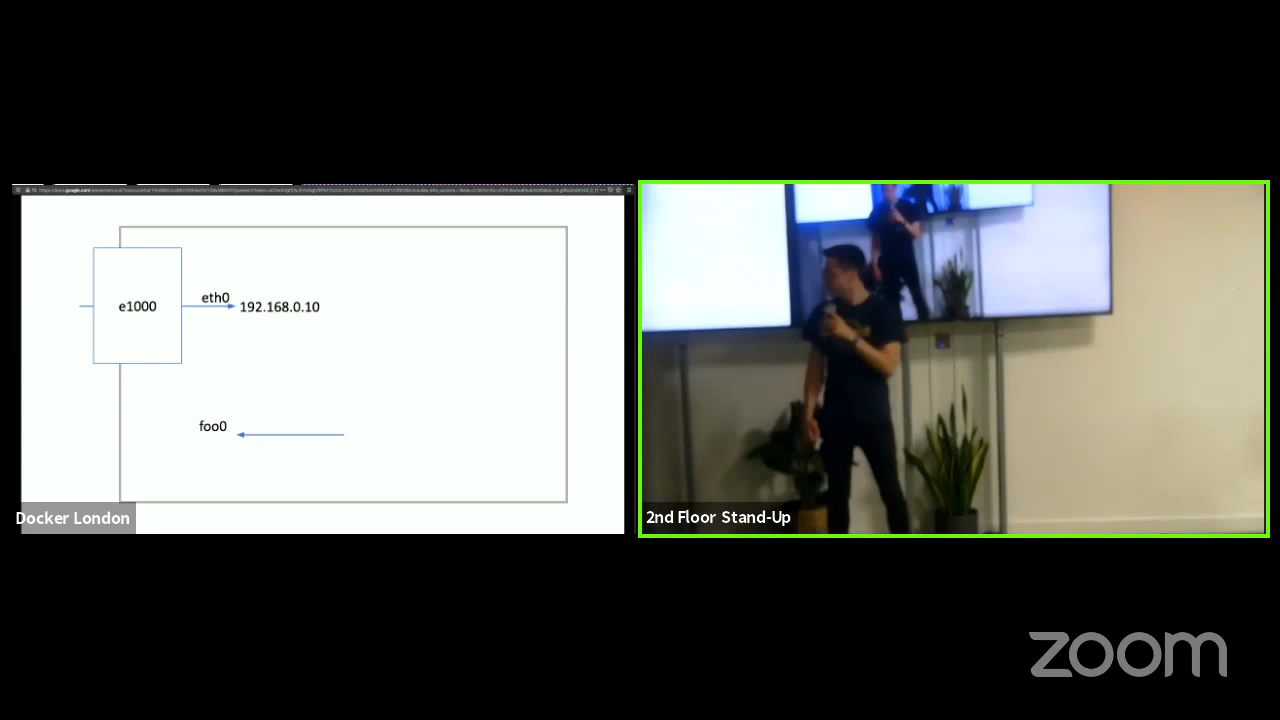 e1000
eth0
192.168.0.10
foo0
Docker London
2nd Floor Stand-Up
zoom